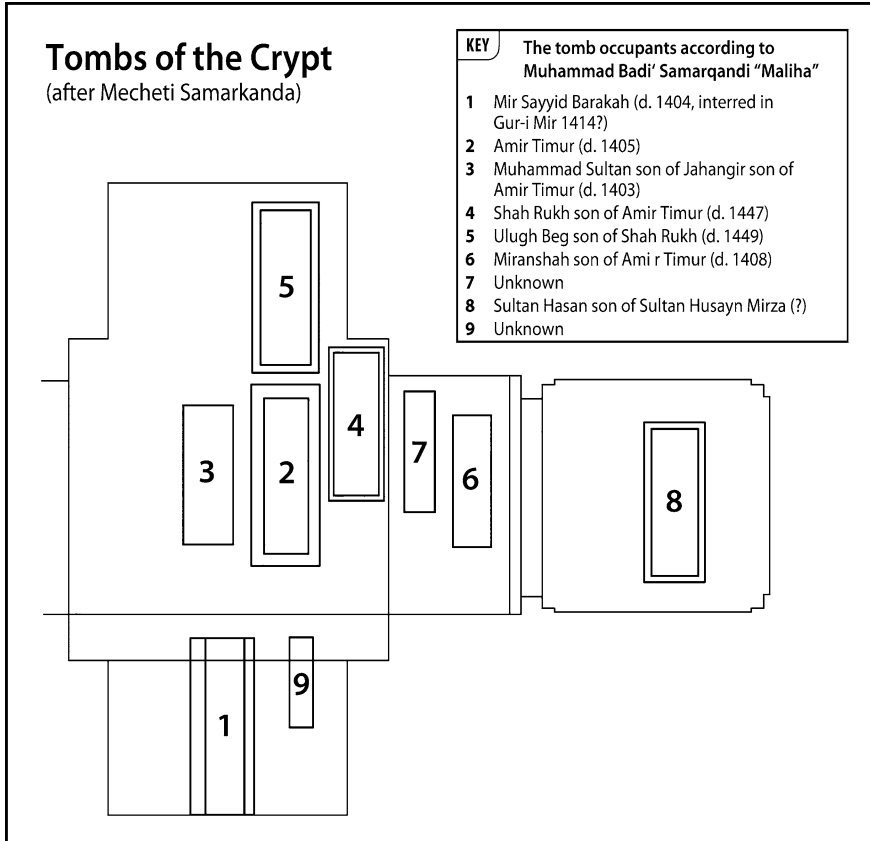 Tombs of the Crypt
(after Mecheti Samarkanda)
KEY
The tomb occupants according to
Muhammad Badi‘ Samarqandi “Maliha”
1 Mir Sayyid Barakah (d. 1404, interred in
Gur-i Mir 1414?)
2 Amir Timur (d. 1405)
3 Muhammad Sultan son of Jahangir son of
Amir Timur (d. 1403)
4 Shah Rukh son of Amir Timur (d. 1447)
5 Ulugh Beg son of Shah Rukh (d. 1449)
6 Miranshah son of Ami r Timur (d. 1408)
7 Unknown
8 Sultan Hasan son of Sultan Husayn Mirza (?)
9 Unknown
5
4
3
2
7
6
8
9
1